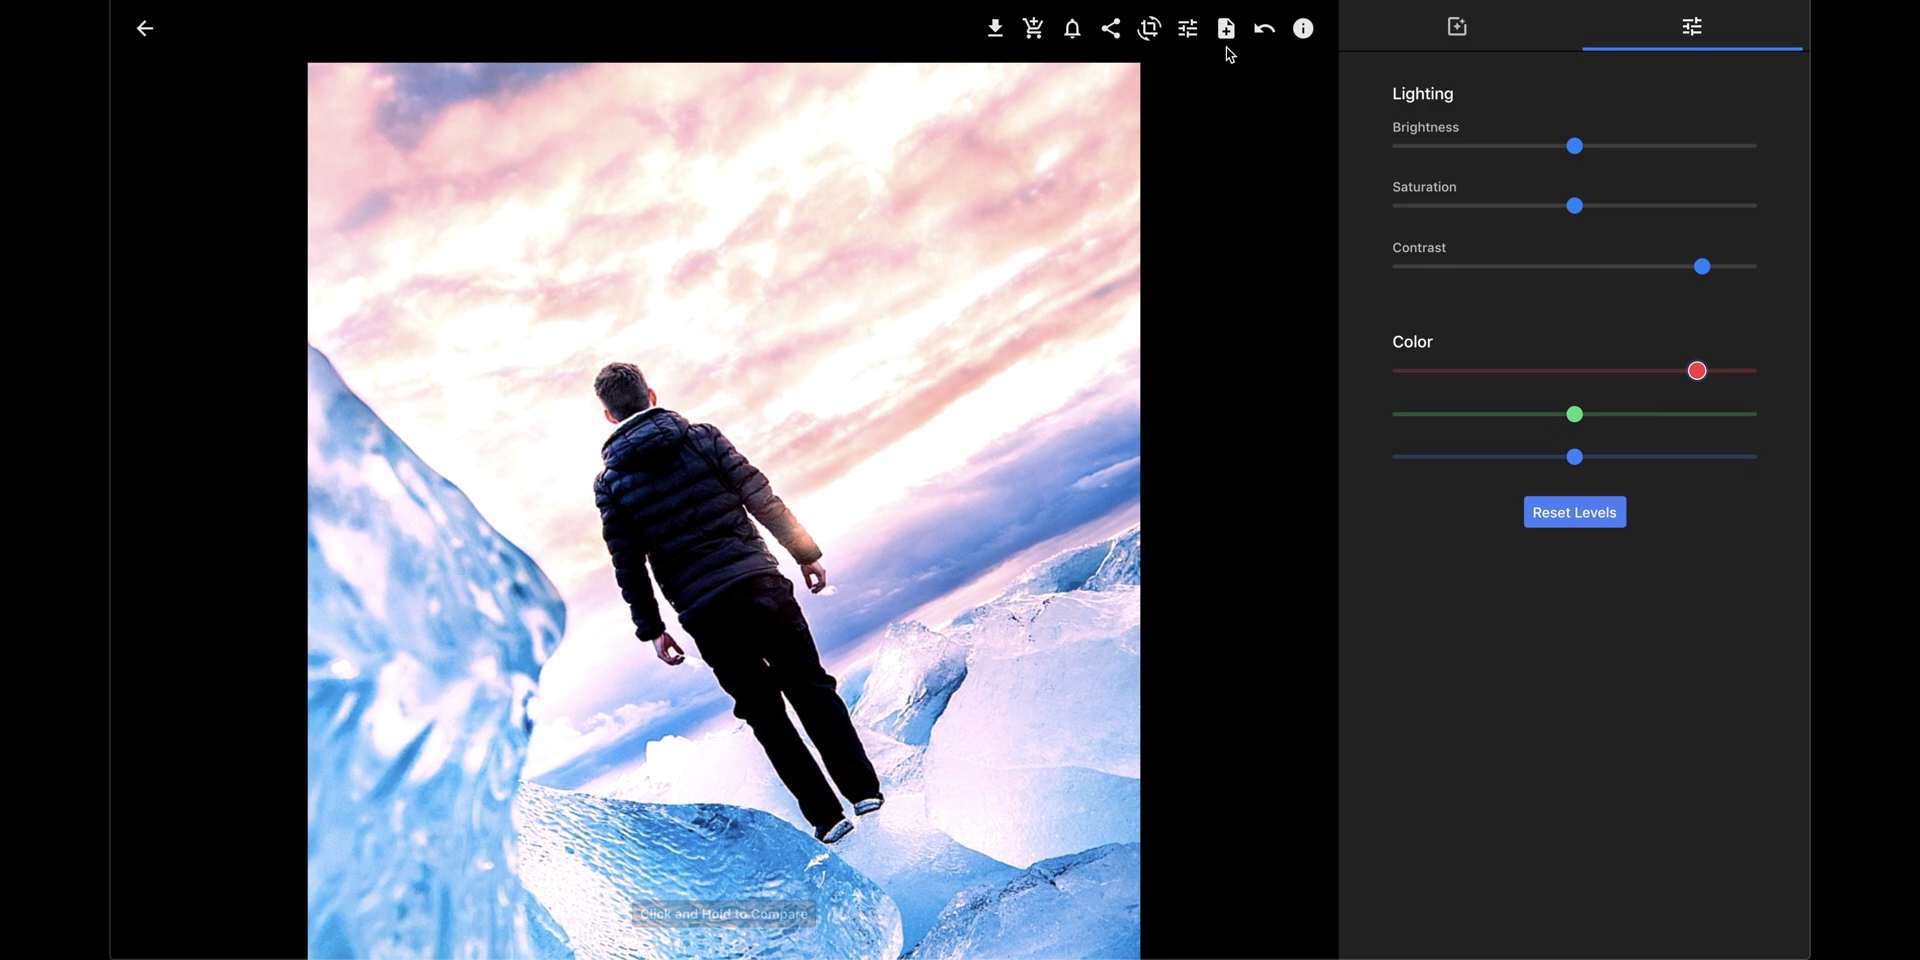 Lighting
Brightness
Saturation
Contrast
Color
Reset Levels
Click and Hold to Compare